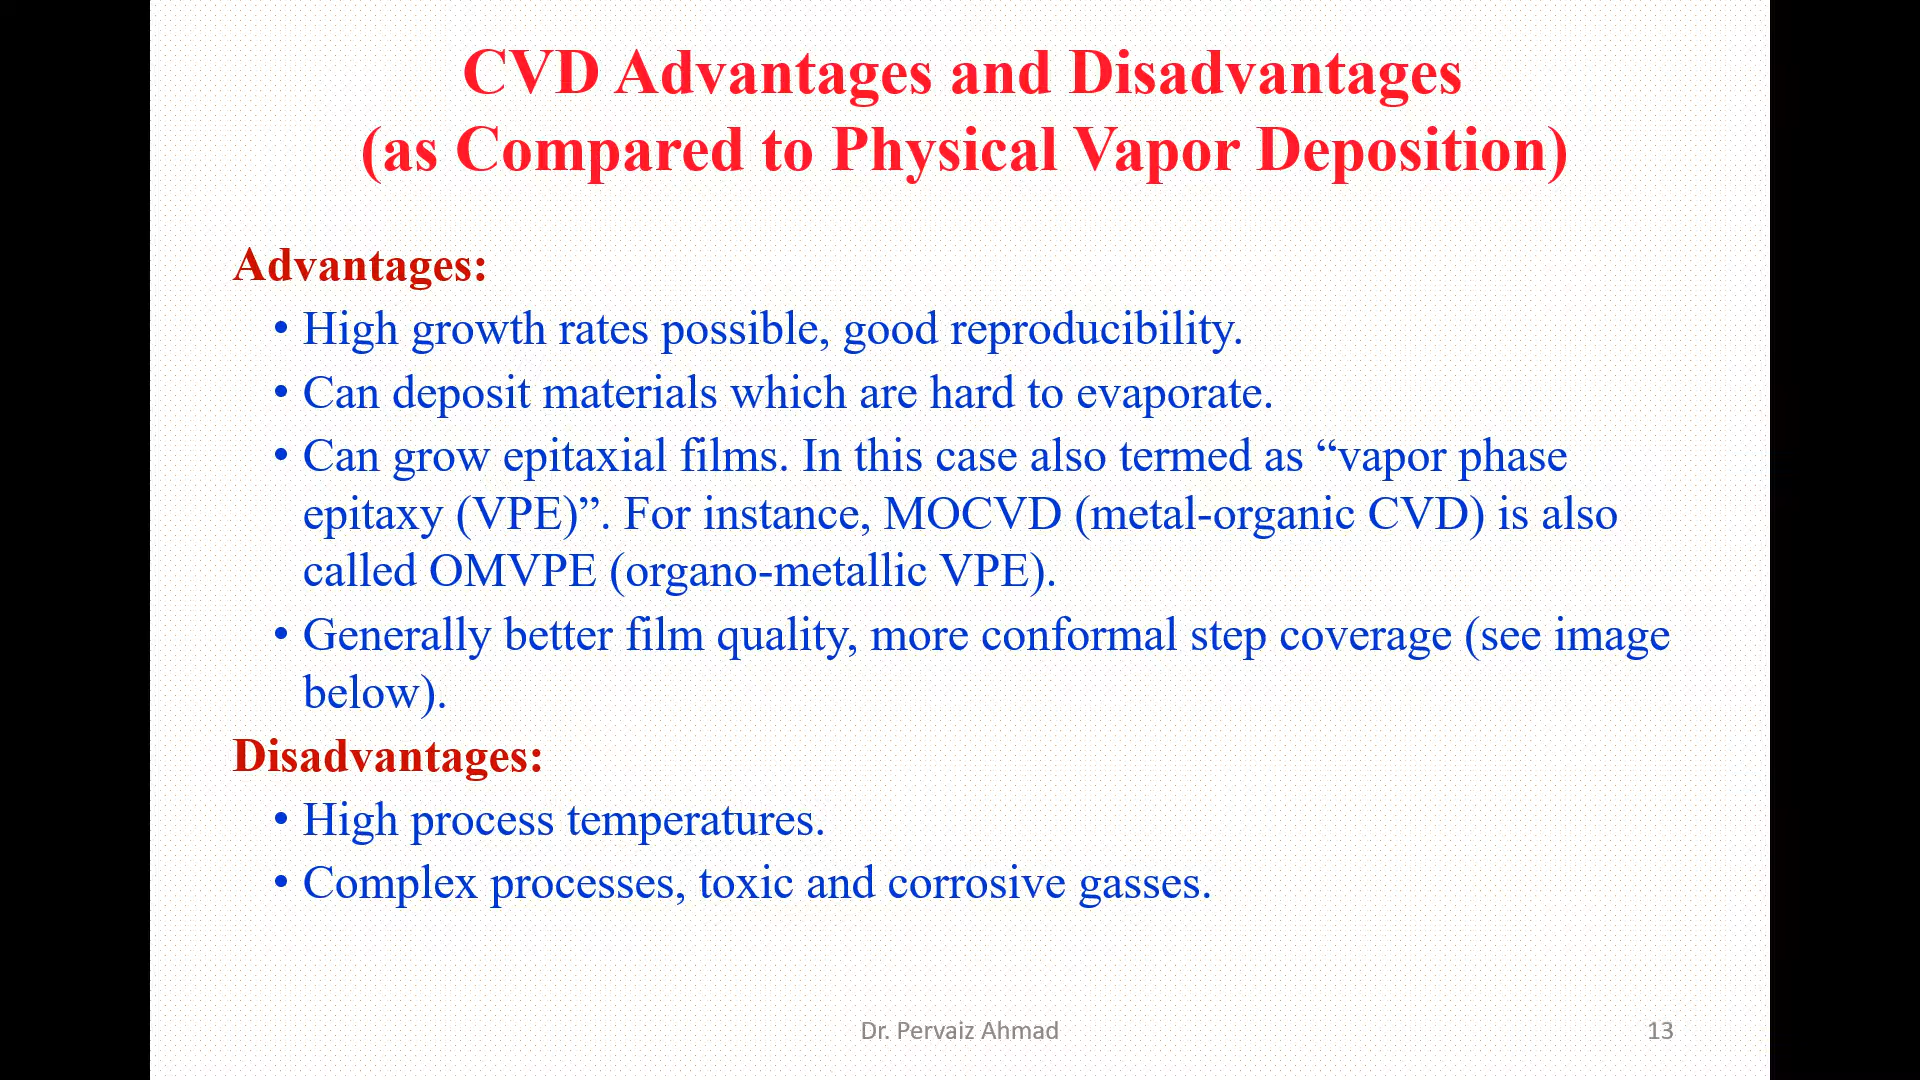 CVD Advantages and Disadvantages
(as Compared to Physical Vapor Deposition)
Advantages:
• High growth rates possible, good reproducibility.
• Can deposit materials which are hard to evaporate.
• Can grow epitaxial films. In this case also termed as “vapor phase
epitaxy (VPE)”. For instance, MOCVD (metal-organic CVD) is also
called OMVPE (organo-metallic VPE).
• Generally better film quality, more conformal step coverage (see image
below).
Disadvantages:
• High process temperatures.
• Complex processes, toxic and corrosive gasses.
Dr. Pervaiz Ahmad
13